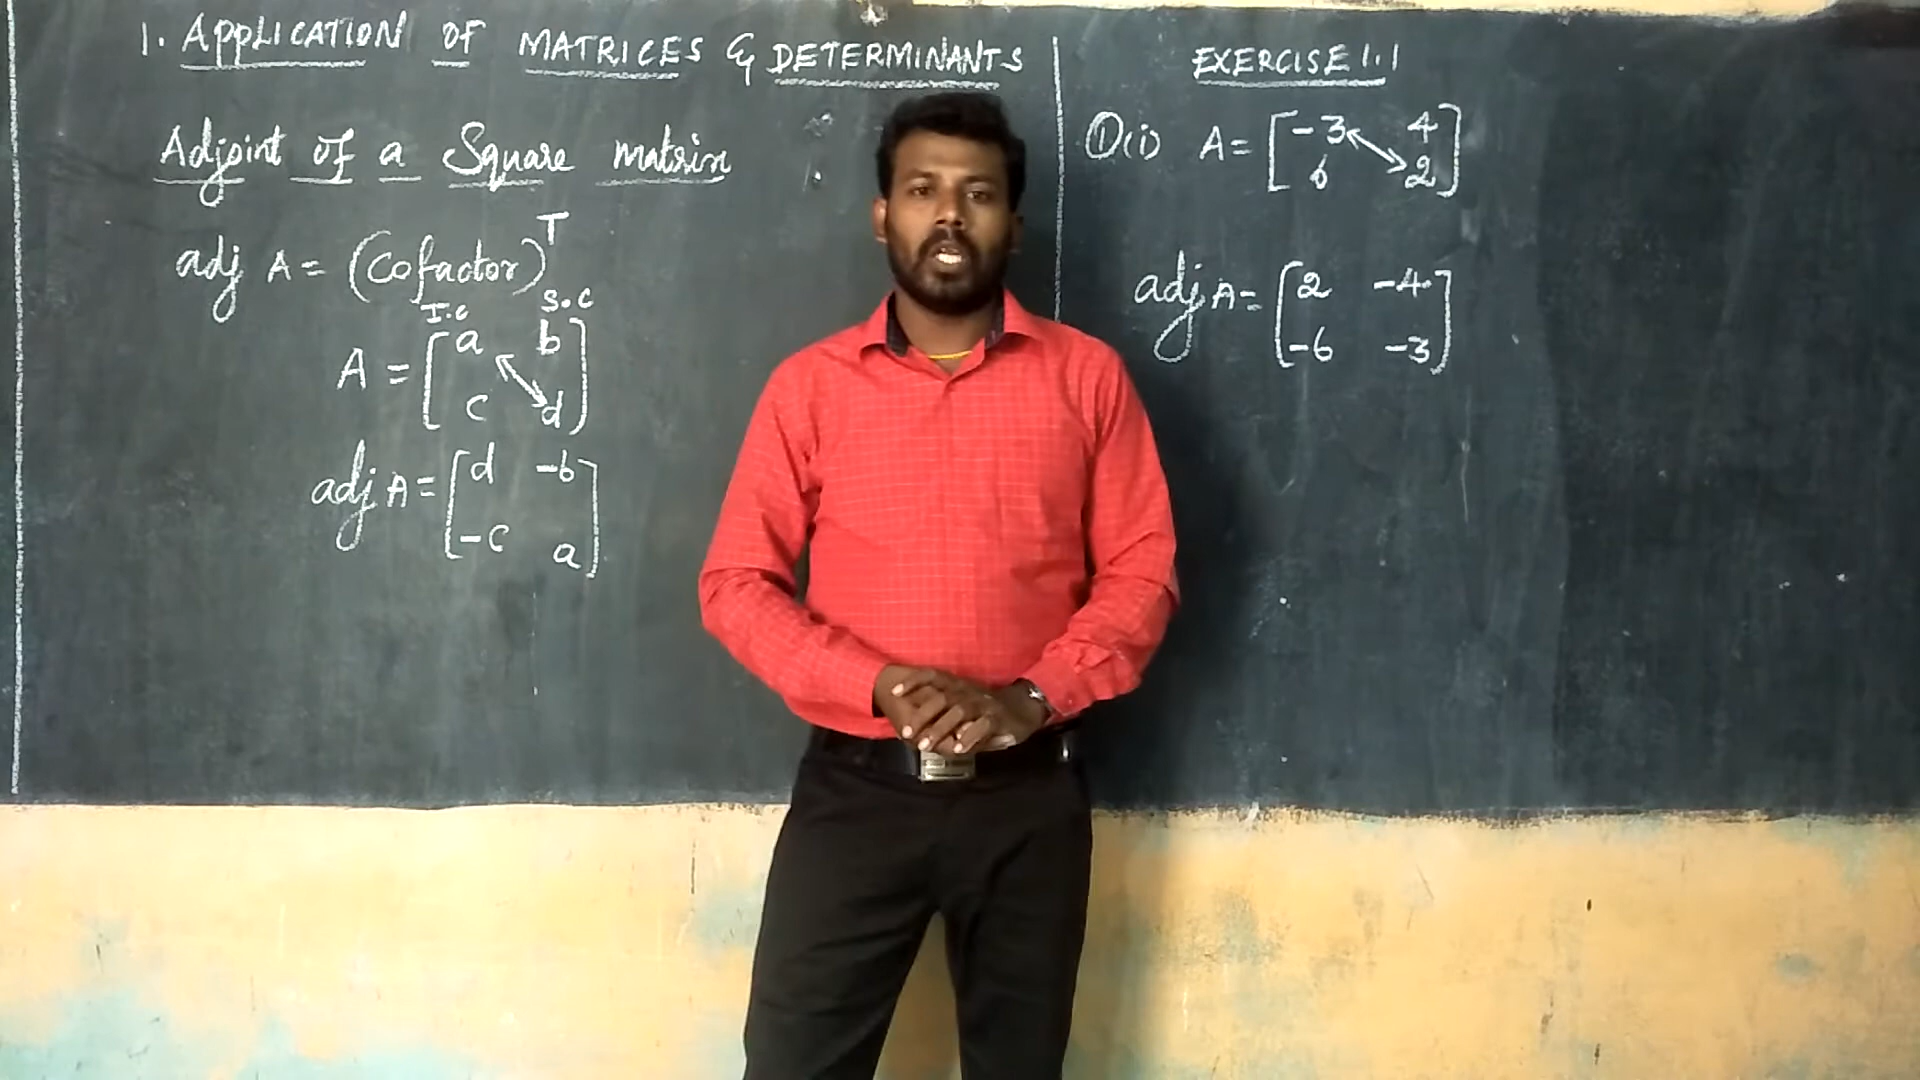 1. APPLICATION OF MATRICES & DETERMINANTS
Adjoint of a Square matrix
adj A = (Cofactor)^T
I.C S.C
A = [a b
c d]
adj A = [d -b
-c a]
EXERCISE 1.1
①(i) A = [-3 4
6 2]
adj A = [2 -4
-6 -3]